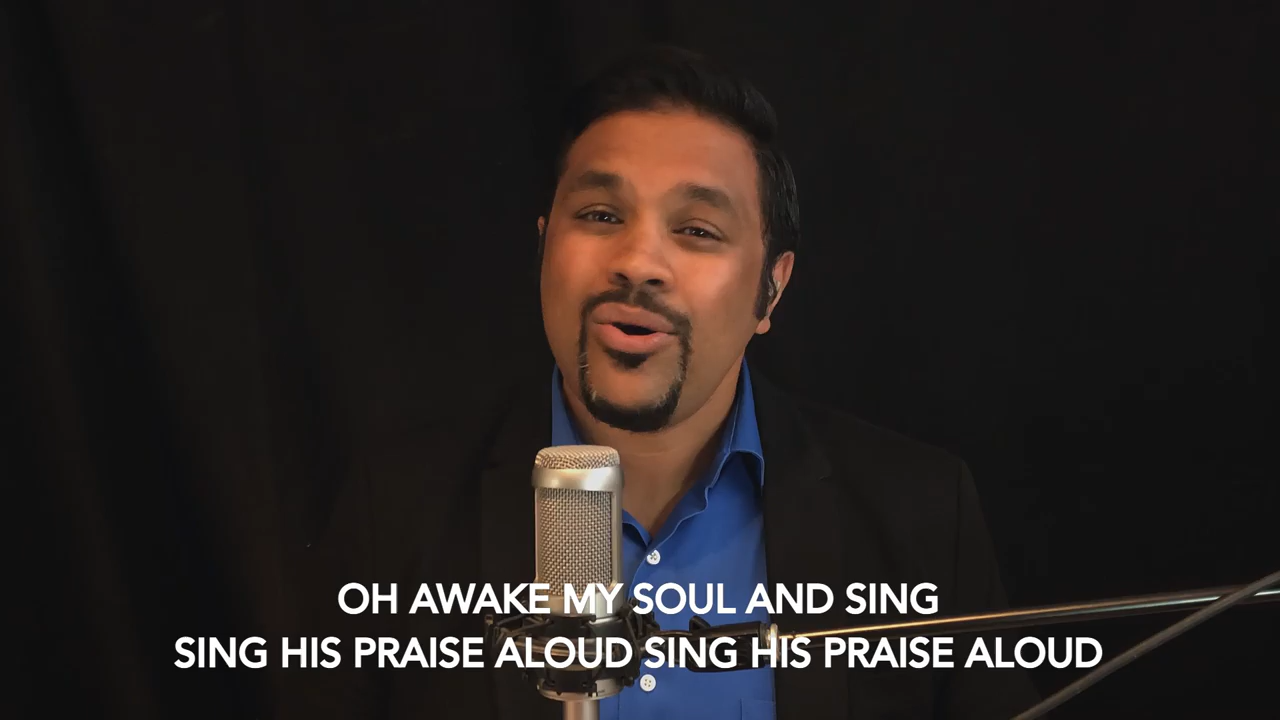 OH AWAKE MY SOUL AND SING
SING HIS PRAISE ALOUD SING HIS PRAISE ALOUD